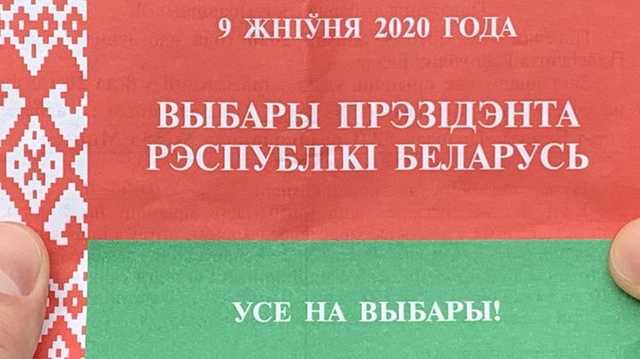 9 ЖНІЎНЯ 2020 ГОДА
ВЫБАРЫ ПРЭЗІДЭНТА
РЭСПУБЛІКІ БЕЛАРУСЬ
УСЕ НА ВЫБАРЫ!